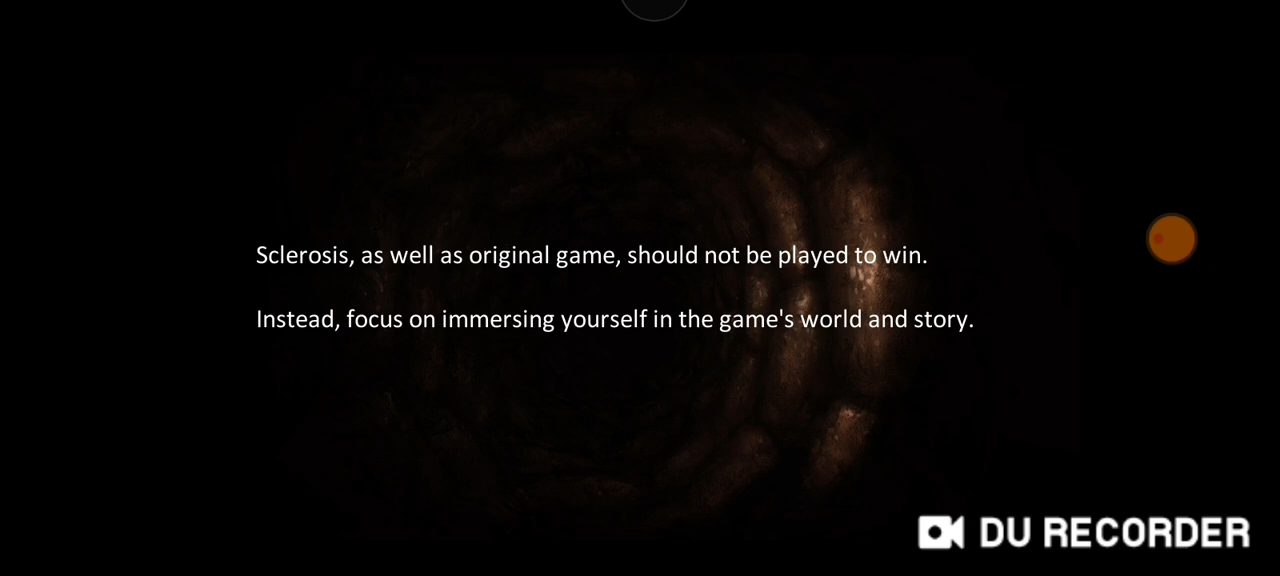 Sclerosis, as well as original game, should not be played to win.
Instead, focus on immersing yourself in the game's world and story.
DU RECORDER